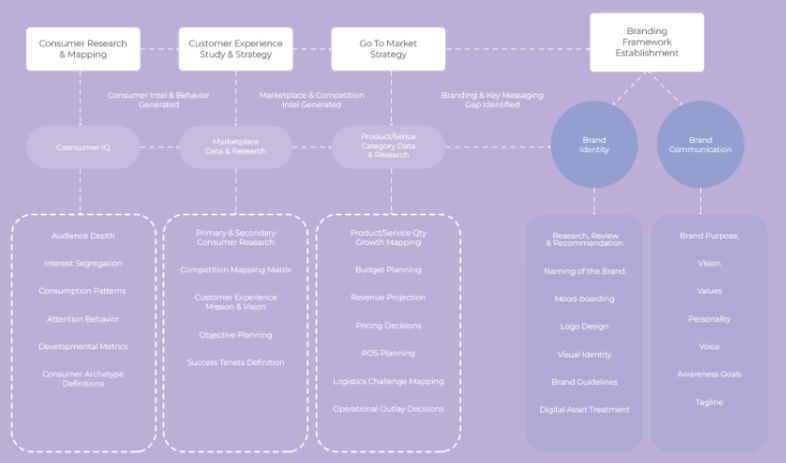 Consumer Research
& Mapping
Customer Experience
Study & Strategy
Go To Market
Strategy
Branding
Framework
Establishment
Consumer Intel & Behavior
Generated
Marketplace & Competition
Intel Generated
Branding & Key Messaging
Gap Identified
Cosnsumer IQ
Marketplace
Data & Research
Product/Serice
Category Data
& Research
Brand
Identity
Brand
Communication
Audience Depth
Interest Segregation
Consumption Patterns
Attention Behavior
Developmental Metrics
Consumer Archetype
Definitions
Primary & Secondary
Consumer Research
Competition Mapping Matrix
Customer Experience
Mission & Vision
Objective Planning
Success Tenets Definition
Product/Service Qty
Growth Mapping
Budget Planning
Revenue Projection
Pricing Decisions
POS Planning
Logistics Challenge Mapping
Operational Outlay Decisions
Research, Review
& Recommendation
Naming of the Brand
Mood-boarding
Logo Design
Visual Identity
Brand Guidelines
Digital Asset Treatment
Brand Purpose,
Vision
Values
Personality
Voice
Awareness Goals
Tagline